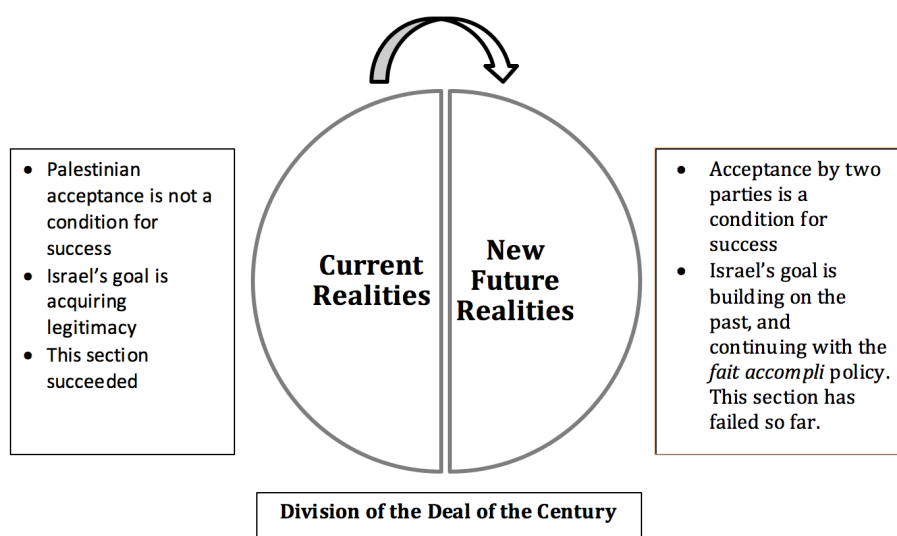 • Palestinian
acceptance is not a
condition for
success
• Israel’s goal is
acquiring
legitimacy
• This section
succeeded
Current
Realities
New
Future
Realities
• Acceptance by two
parties is a
condition for
success
• Israel’s goal is
building on the
past, and
continuing with the
fait accompli policy.
This section has
failed so far.
Division of the Deal of the Century